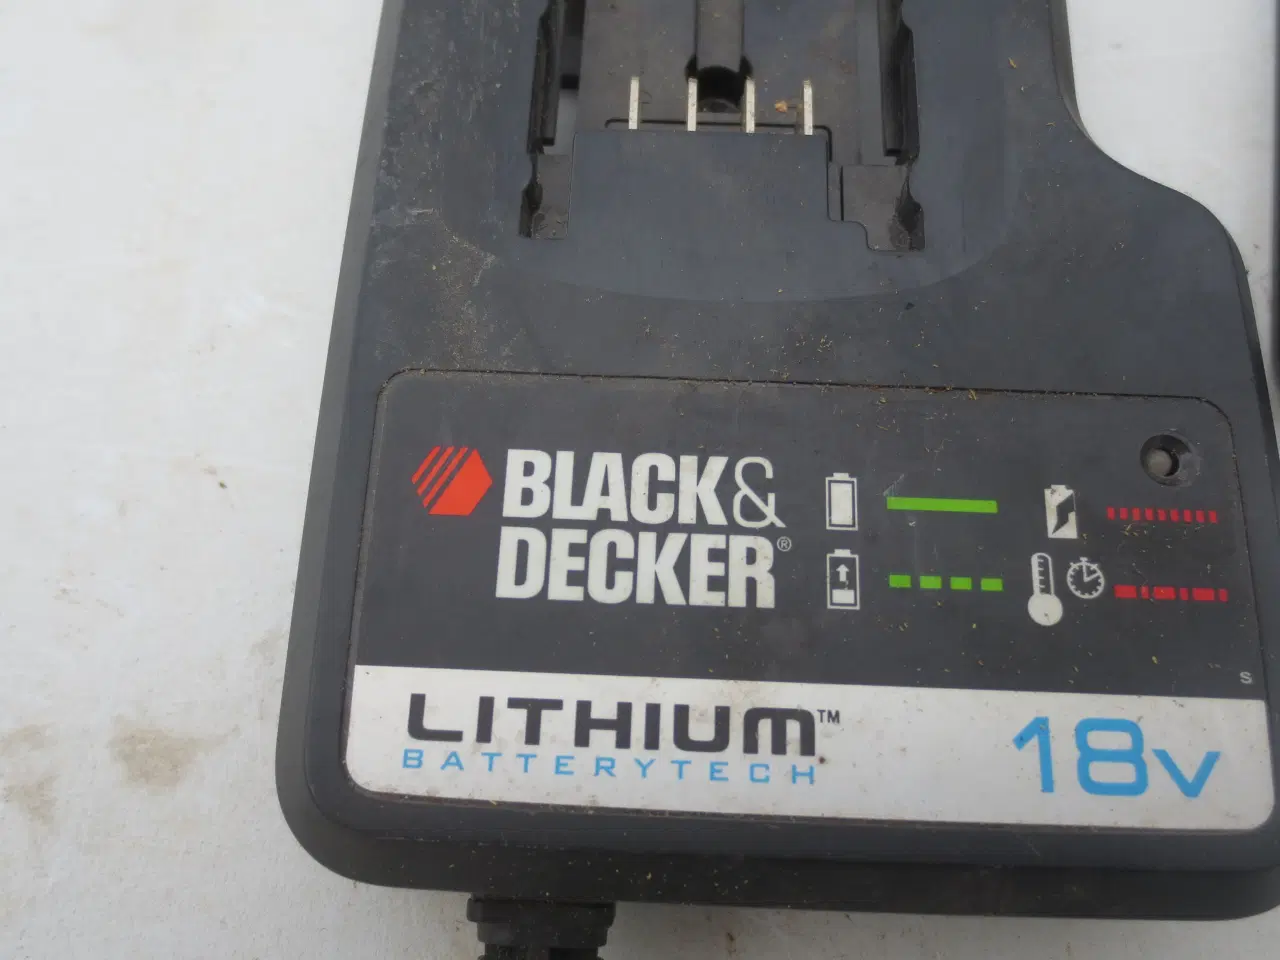 BLACK&
DECKER®
S
LITHIUM™
BATTERYTECH
18V